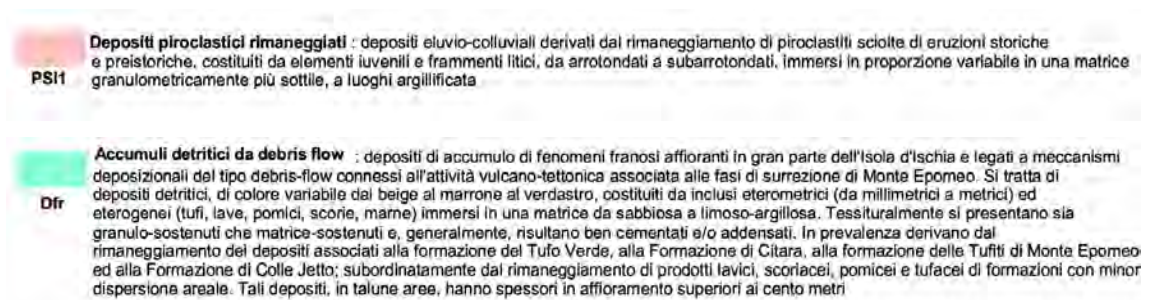 Depositi piroclastici rimaneggiati : depositi eluvio-colluviali derivati dal rimaneggiamento di piroclastiti sciolte di eruzioni storiche
e preistoriche, costituiti da elementi iuvenili e frammenti litici, da arrotondati a subarrotondati, immersi in proporzione variabile in una matrice
PSI1 granulometricamente più sottile, a luoghi argillificata
Accumuli detritici da debris flow : depositi di accumulo di fenomeni franosi affioranti in gran parte dell'Isola d'Ischia e legati a meccanismi
deposizionali del tipo debris-flow connessi all'attività vulcano-tettonica associata alle fasi di surrezione di Monte Epomeo. Si tratta di
Dfr depositi detritici, di colore variabile dal beige al marrone al verdastro, costituiti da inclusi eterometrici (da millimetrici a metrici) ed
eterogenei (tufi, lave, pomici, scorie, marne) immersi in una matrice da sabbiosa a limoso-argillosa. Tessituralmente si presentano sia
granulo-sostenuti che matrice-sostenuti e, generalmente, risultano ben cementati e/o addensati. In prevalenza derivano dal
rimaneggiamento dei depositi associati alla formazione del Tufo Verde, alla Formazione di Citara, alla formazione delle Tufiti di Monte Epomeo
ed alla Formazione di Colle Jetto; subordinatamente dal rimaneggiamento di prodotti lavici, scoriacei, pomicei e tufacei di formazioni con minor
dispersione areale. Tali depositi, in talune aree, hanno spessori in affioramento superiori ai cento metri